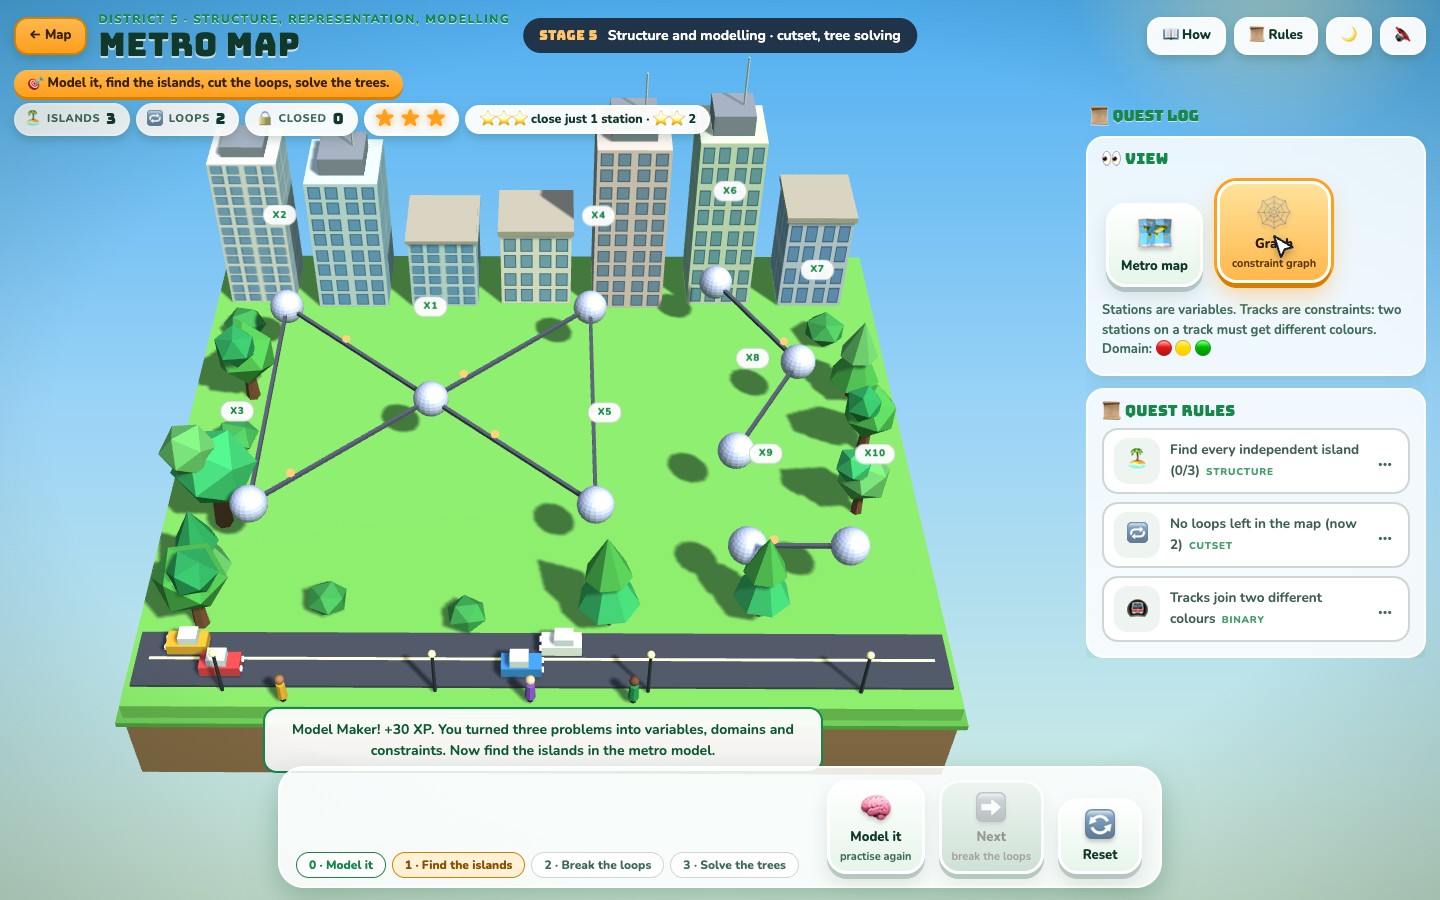 ← Map
DISTRICT 5 · STRUCTURE, REPRESENTATION, MODELLING
METRO MAP
STAGE 5 Structure and modelling · cutset, tree solving
How
Rules
Model it, find the islands, cut the loops, solve the trees.
ISLANDS 3
LOOPS 2
CLOSED 0
close just 1 station · 2
X2
X4
X6
X7
X1
X8
X3
X5
X9
X10
QUEST LOG
VIEW
Metro map
Graph
constraint graph
Stations are variables. Tracks are constraints: two
stations on a track must get different colours.
Domain:
QUEST RULES
Find every independent island
(0/3) STRUCTURE
...
No loops left in the map (now
2) CUTSET
...
Tracks join two different
colours BINARY
...
Model Maker! +30 XP. You turned three problems into variables, domains and
constraints. Now find the islands in the metro model.
0 · Model it
1 · Find the islands
2 · Break the loops
3 · Solve the trees
Model it
practise again
Next
break the loops
Reset